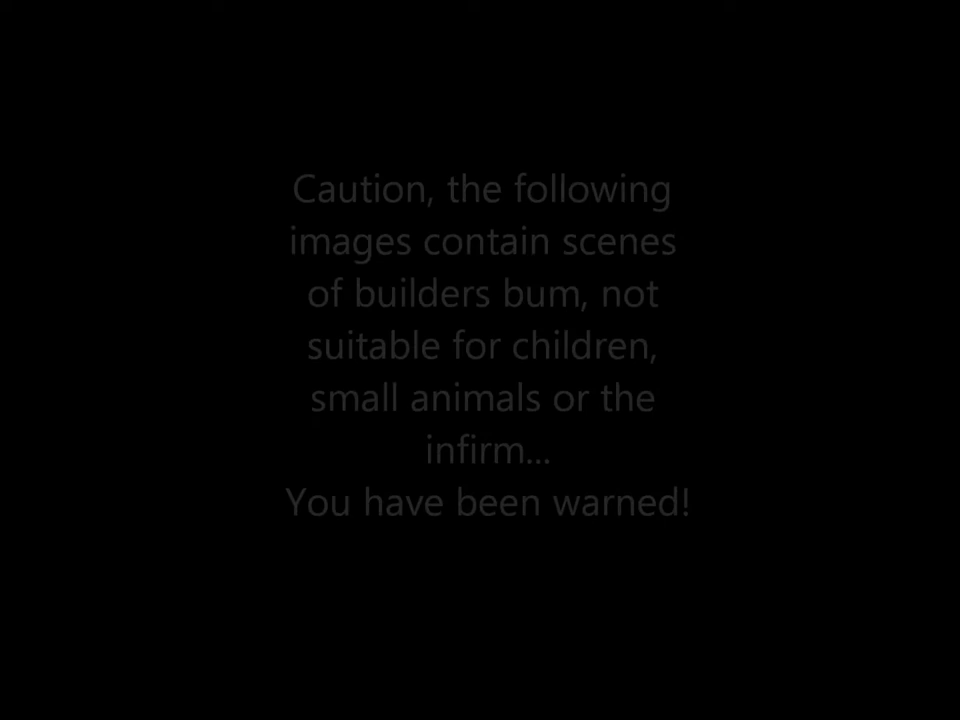 Caution, the following
images contain scenes
of builders bum, not
suitable for children,
small animals or the
infirm...
You have been warned!